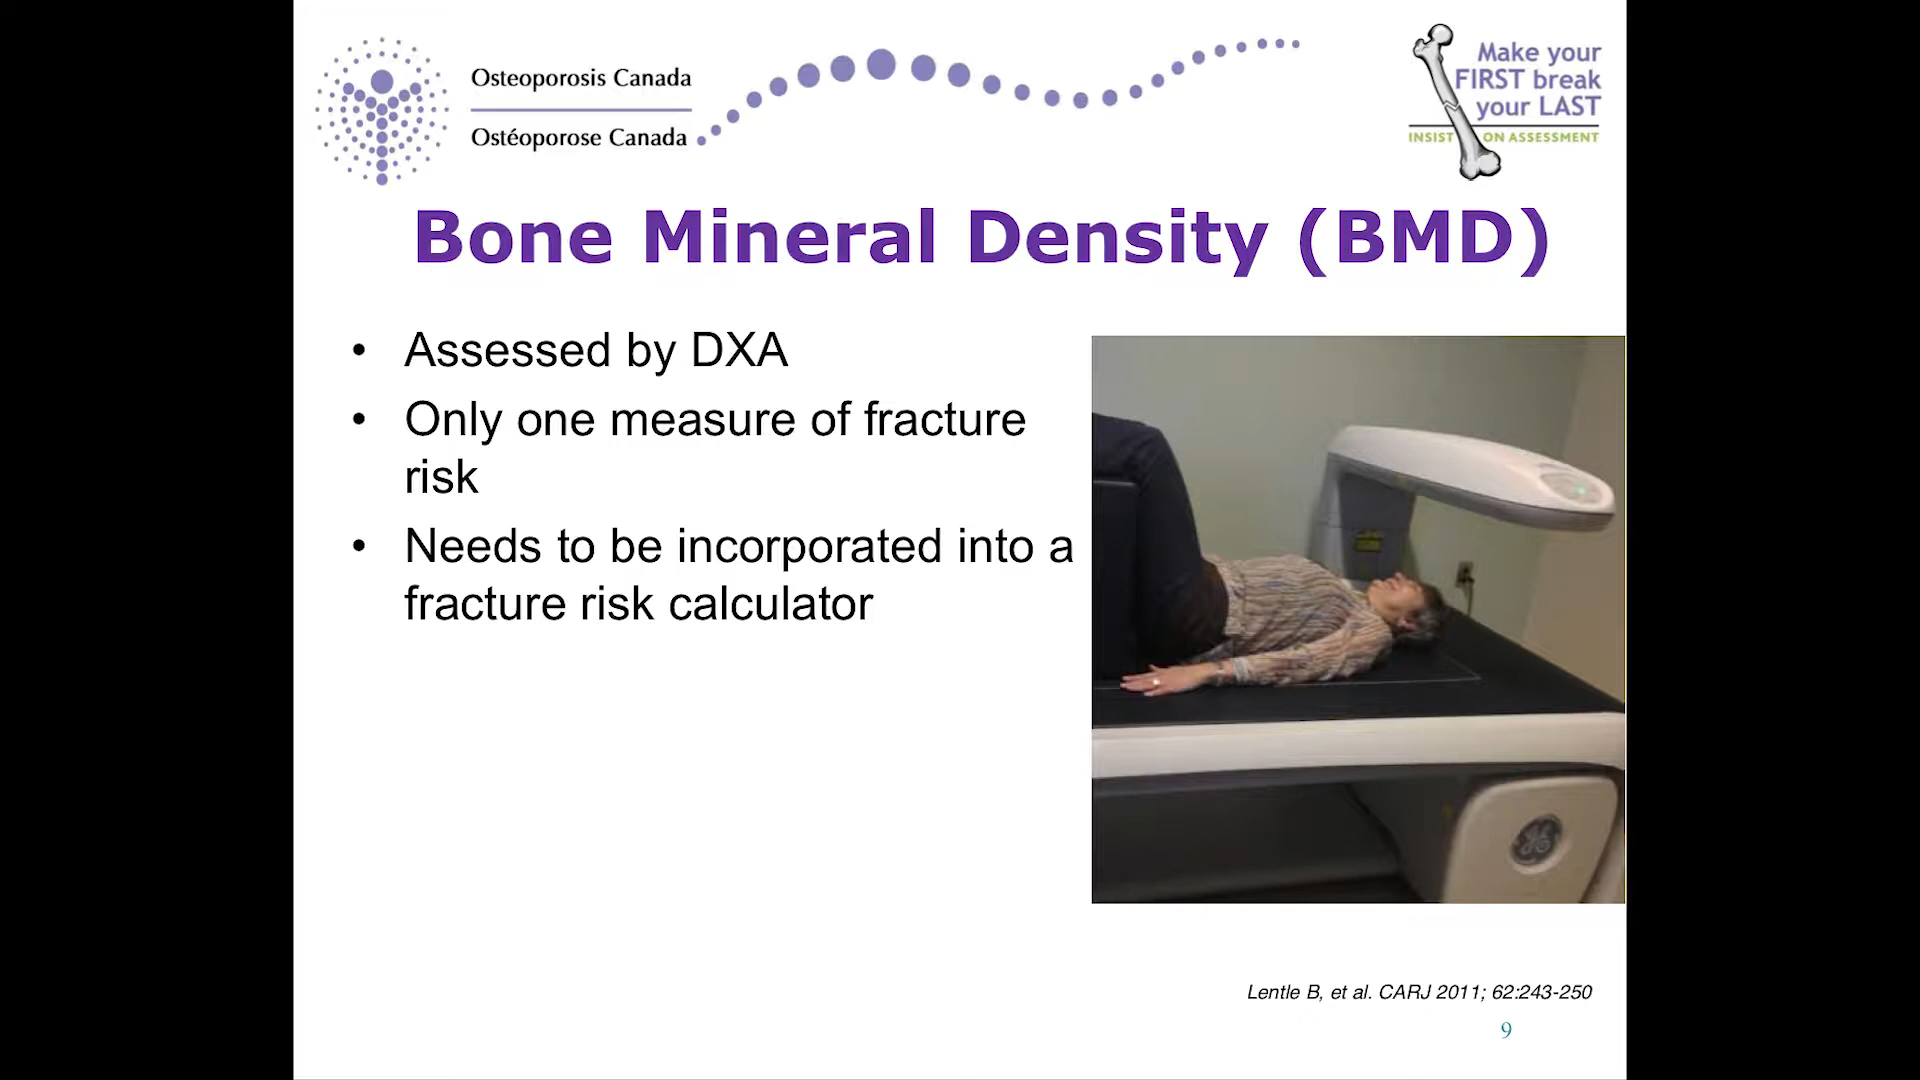 Osteoporosis Canada
Ostéoporose Canada
Make your
FIRST break
your LAST
INSIST ON ASSESSMENT
Bone Mineral Density (BMD)
• Assessed by DXA
• Only one measure of fracture
risk
• Needs to be incorporated into a
fracture risk calculator
GE
Lentle B, et al. CARJ 2011; 62:243-250
9